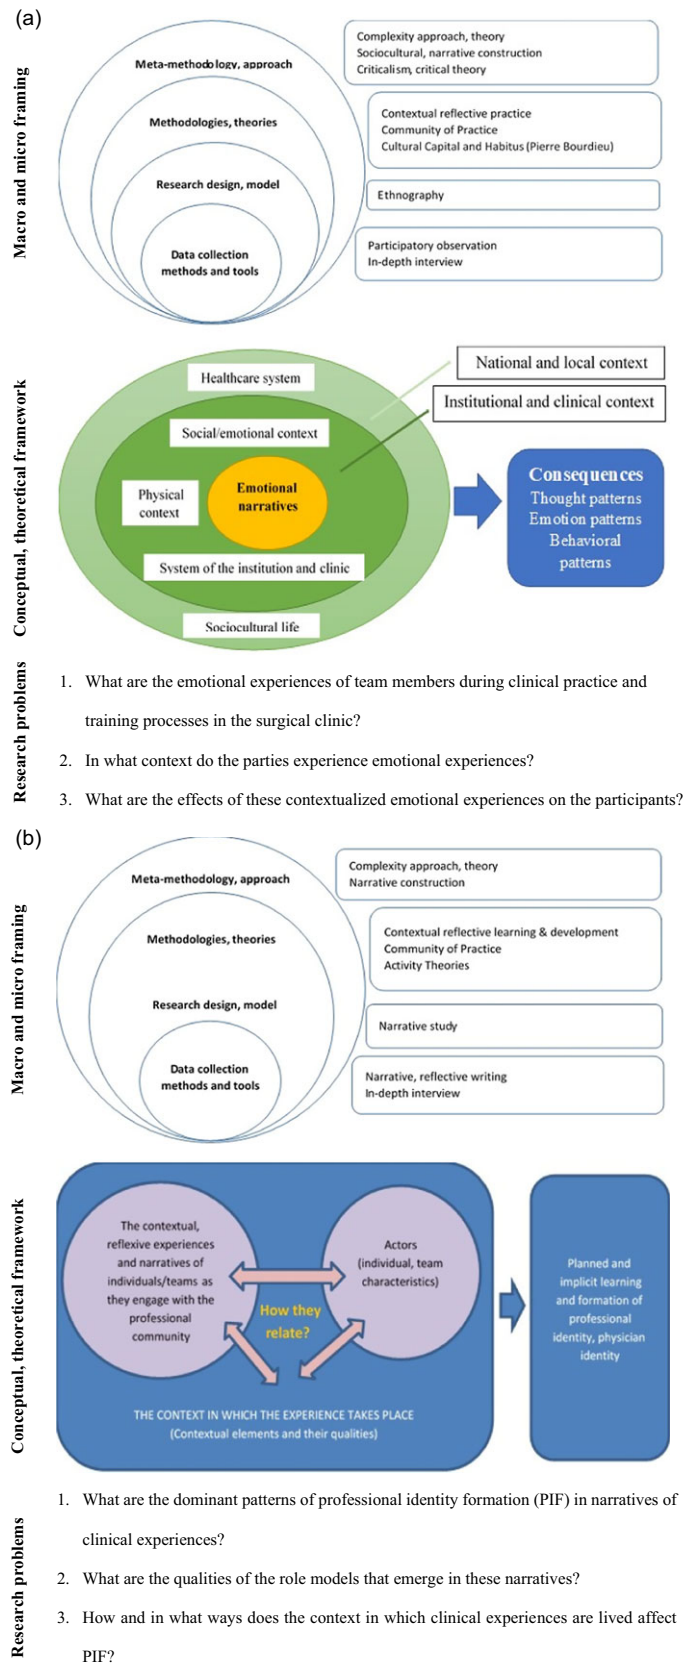 (a)
Macro and micro framing
Meta-methodology, approach
Methodologies, theories
Research design, model
Data collection
methods and tools
Complexity approach, theory
Sociocultural, narrative construction
Criticalism, critical theory
Contextual reflective practice
Community of Practice
Cultural Capital and Habitus (Pierre Bourdieu)
Ethnography
Participatory observation
In-depth interview
Conceptual, theoretical framework
Healthcare system
Social/emotional context
Physical
context
Emotional
narratives
System of the institution and clinic
Sociocultural life
National and local context
Institutional and clinical context
Consequences
Thought patterns
Emotion patterns
Behavioral
patterns
Research problems
1. What are the emotional experiences of team members during clinical practice and
training processes in the surgical clinic?
2. In what context do the parties experience emotional experiences?
3. What are the effects of these contextualized emotional experiences on the participants?
(b)
Macro and micro framing
Meta-methodology, approach
Methodologies, theories
Research design, model
Data collection
methods and tools
Complexity approach, theory
Narrative construction
Contextual reflective learning & development
Community of Practice
Activity Theories
Narrative study
Narrative, reflective writing
In-depth interview
Conceptual, theoretical framework
The contextual,
reflexive experiences
and narratives of
individuals/teams as
they engage with the
professional
community
Actors
(individual, team
characteristics)
How they
relate?
THE CONTEXT IN WHICH THE EXPERIENCE TAKES PLACE
(Contextual elements and their qualities)
Planned and
implicit learning
and formation of
professional
identity, physician
identity
Research problems
1. What are the dominant patterns of professional identity formation (PIF) in narratives of
clinical experiences?
2. What are the qualities of the role models that emerge in these narratives?
3. How and in what ways does the context in which clinical experiences are lived affect
PIF?